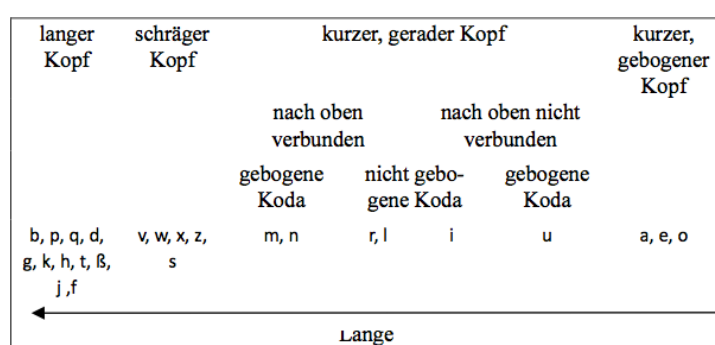 langer schräger kurzer, gerader Kopf kurzer,
Kopf Kopf gebogener
Kopf
nach oben nach oben nicht
verbunden verbunden
gebogene nicht gebo- gebogene
Koda gene Koda Koda
b, p, q, d, v, w, x, z, m, n r, l i u a, e, o
g, k, h, t, ß, s
j ,f
Länge